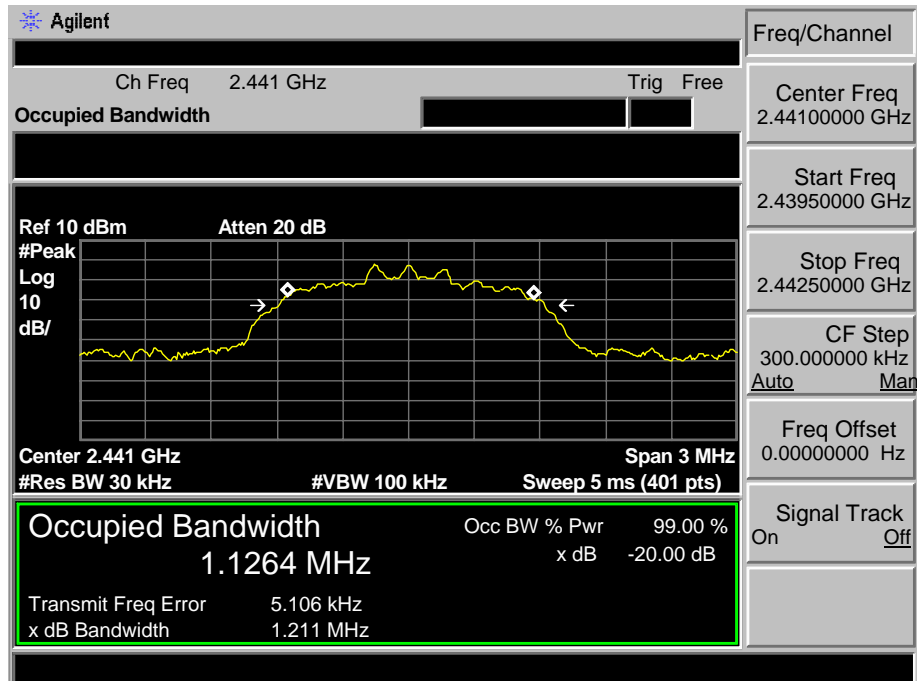 Agilent
Freq/Channel
Ch Freq 2.441 GHz Trig Free
Occupied Bandwidth
Center Freq
2.44100000 GHz
Start Freq
2.43950000 GHz
Stop Freq
2.44250000 GHz
CF Step
300.000000 kHz
Auto Man
Freq Offset
0.00000000 Hz
Signal Track
On Off
Ref 10 dBm Atten 20 dB
#Peak
Log
10
dB/
Center 2.441 GHz Span 3 MHz
#Res BW 30 kHz #VBW 100 kHz Sweep 5 ms (401 pts)
Occupied Bandwidth Occ BW % Pwr 99.00 %
1.1264 MHz x dB -20.00 dB
Transmit Freq Error 5.106 kHz
x dB Bandwidth 1.211 MHz